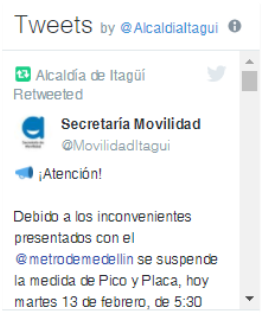 Tweets by @AlcaldiaItagui
Alcaldía de Itagüí
Retweeted
Secretaría Movilidad
@MovilidadItagui
¡Atención!
Debido a los inconvenientes
presentados con el
@metrodemedellin se suspende
la medida de Pico y Placa, hoy
martes 13 de febrero, de 5:30